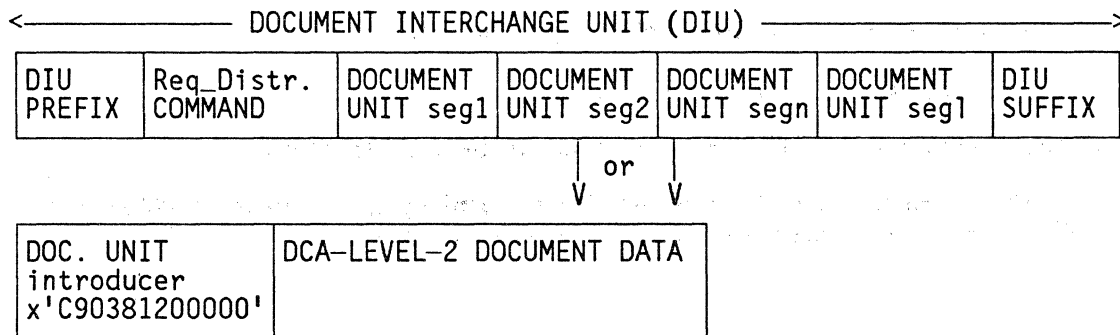 <———— DOCUMENT INTERCHANGE UNIT (DIU) ————>
DIU PREFIX
Req_Distr. COMMAND
DOCUMENT UNIT seg1
DOCUMENT UNIT seg2
DOCUMENT UNIT segn
DOCUMENT UNIT segl
DIU SUFFIX
or
V V
DOC. UNIT
introducer
x'C90381200000'
DCA—LEVEL—2 DOCUMENT DATA